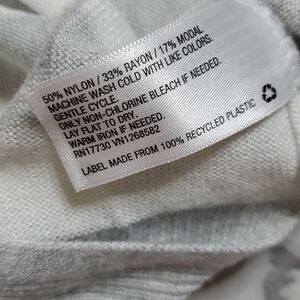 50% NYLON / 33% RAYON / 17% MODAL
MACHINE WASH COLD WITH LIKE COLORS.
GENTLE CYCLE.
ONLY NON-CHLORINE BLEACH IF NEEDED.
LAY FLAT TO DRY.
WARM IRON IF NEEDED.
RN17730 VN1268582
LABEL MADE FROM 100% RECYCLED PLASTIC